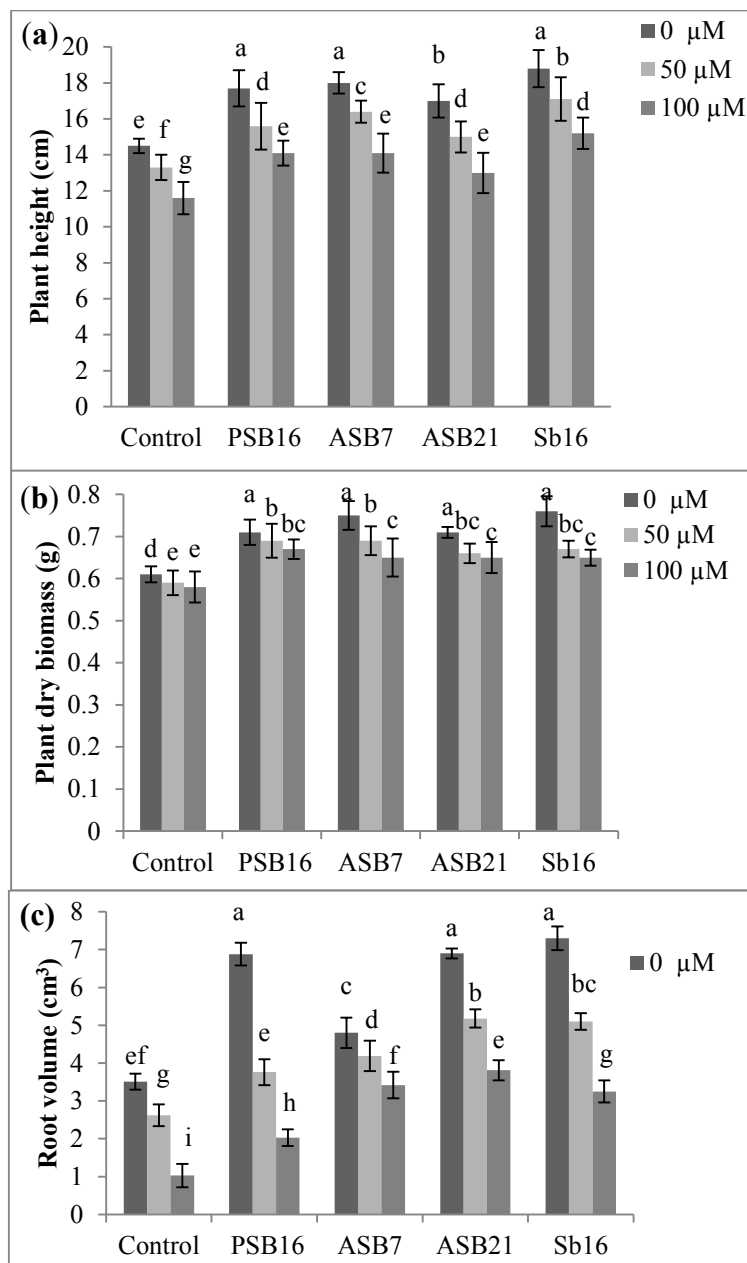 (a)
Plant height (cm)
20
18
16
14
12
10
8
6
4
2
0
e f g
a d e
a c e
b d e
a b d
Control PSB16 ASB7 ASB21 Sb16
0 µM
50 µM
100 µM
(b)
Plant dry biomass (g)
0.8
0.7
0.6
0.5
0.4
0.3
0.2
0.1
0
d e e
a b bc
a b c
a bc c
a bc c
Control PSB16 ASB7 ASB21 Sb16
0 µM
50 µM
100 µM
(c)
Root volume (cm³)
8
7
6
5
4
3
2
1
0
ef g i
a e h
c d f
a b e
a bc g
Control PSB16 ASB7 ASB21 Sb16
0 µM